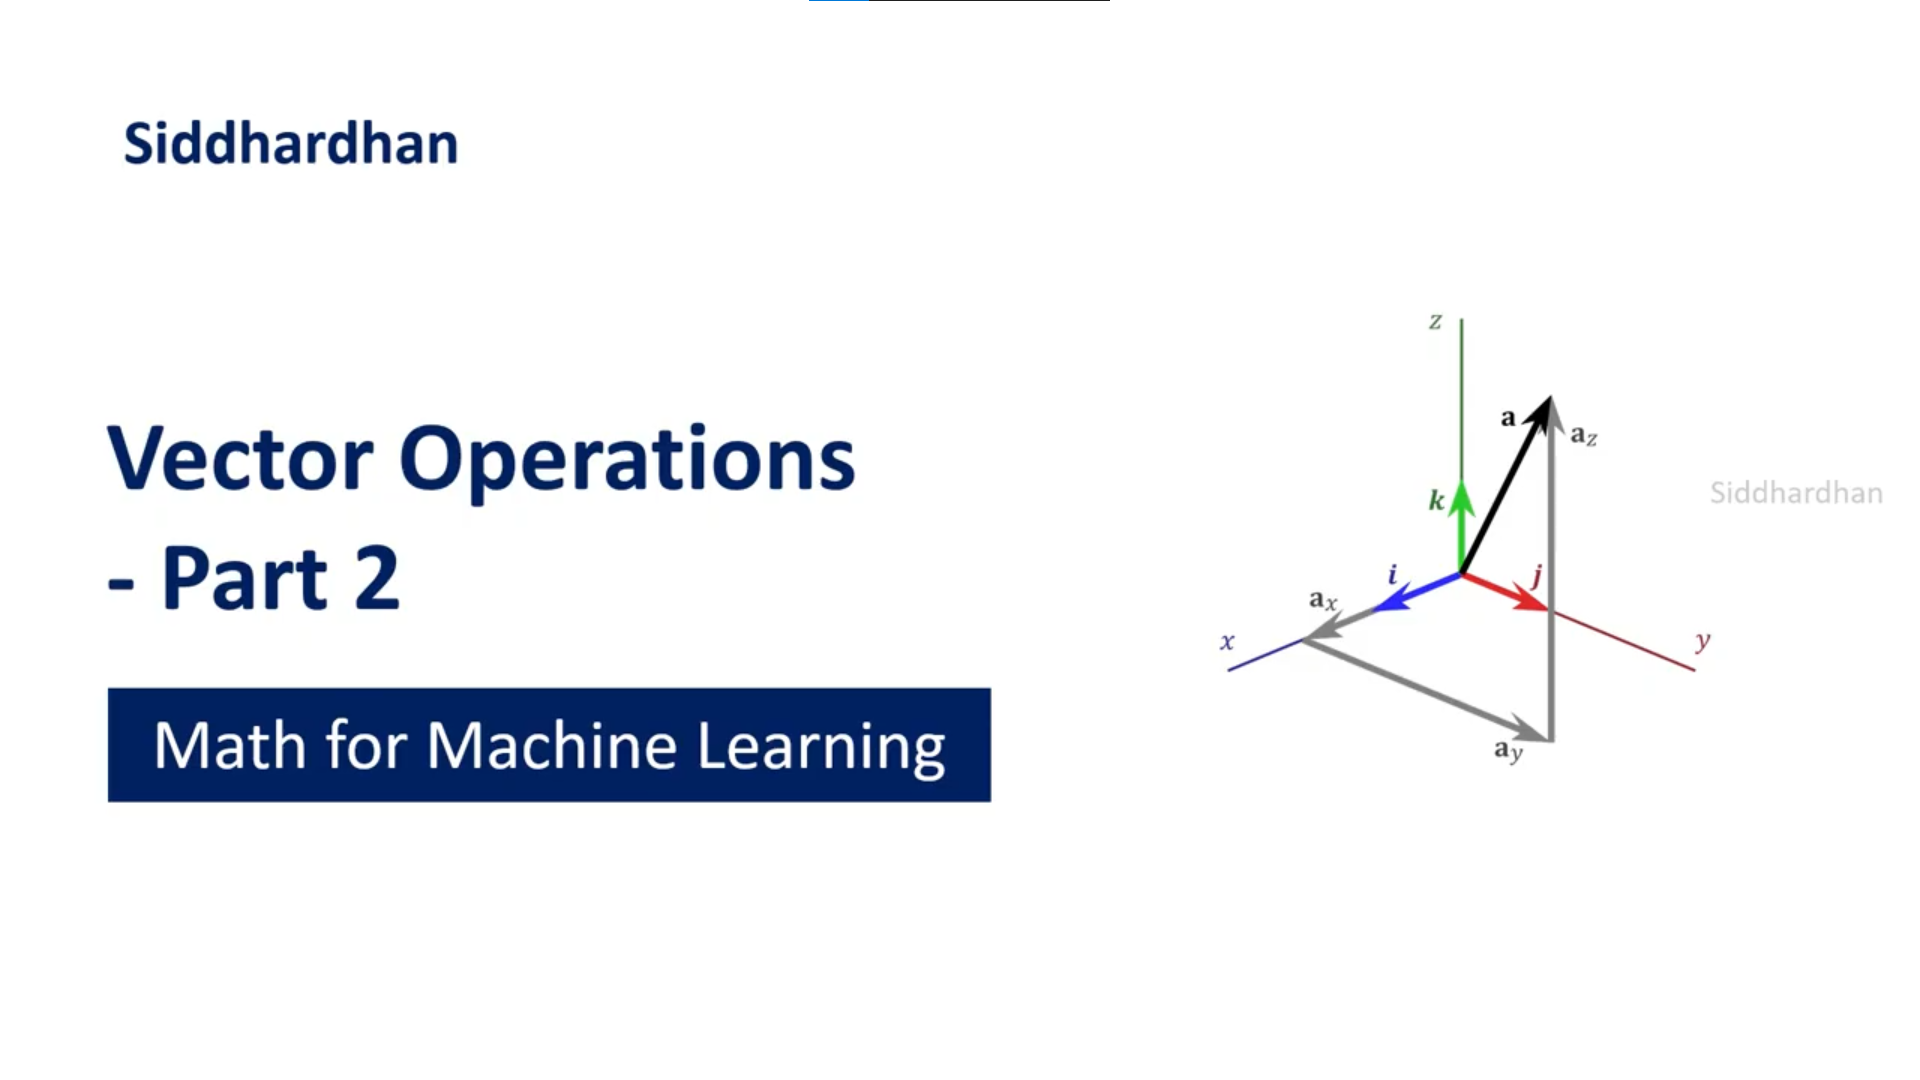 Siddhardhan
Vector Operations
- Part 2
Math for Machine Learning
z
a
a_z
Siddhardhan
k
i
j
a_x
x
y
a_y